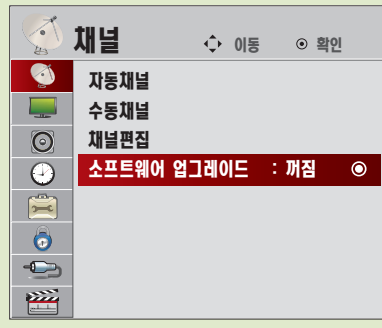 채널 이동 확인
자동채널
수동채널
채널편집
소프트웨어 업그레이드 : 꺼짐